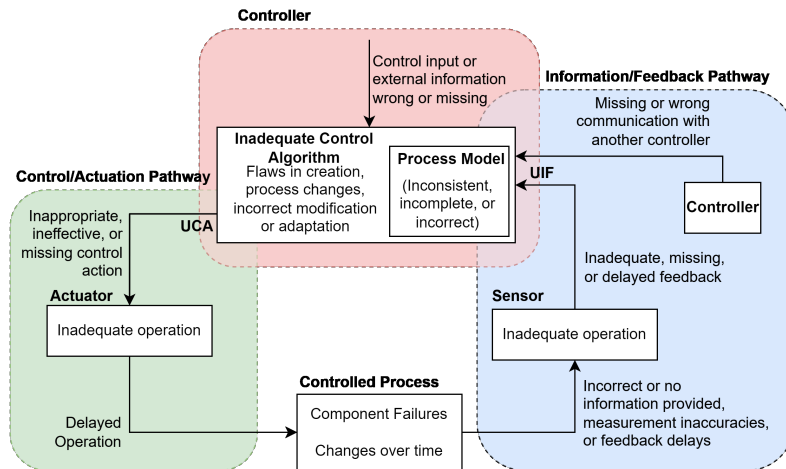 Controller
Control input or
external information
wrong or missing
Information/Feedback Pathway
Missing or wrong
communication with
another controller
Inadequate Control
Algorithm
Flaws in creation,
process changes,
incorrect modification
or adaptation
Process Model
(Inconsistent,
incomplete, or
incorrect)
UIF
Controller
Control/Actuation Pathway
UCA
Inappropriate,
ineffective, or
missing control
action
Inadequate, missing,
or delayed feedback
Actuator
Inadequate operation
Sensor
Inadequate operation
Delayed
Operation
Controlled Process
Component Failures
Changes over time
Incorrect or no
information provided,
measurement inaccuracies,
or feedback delays